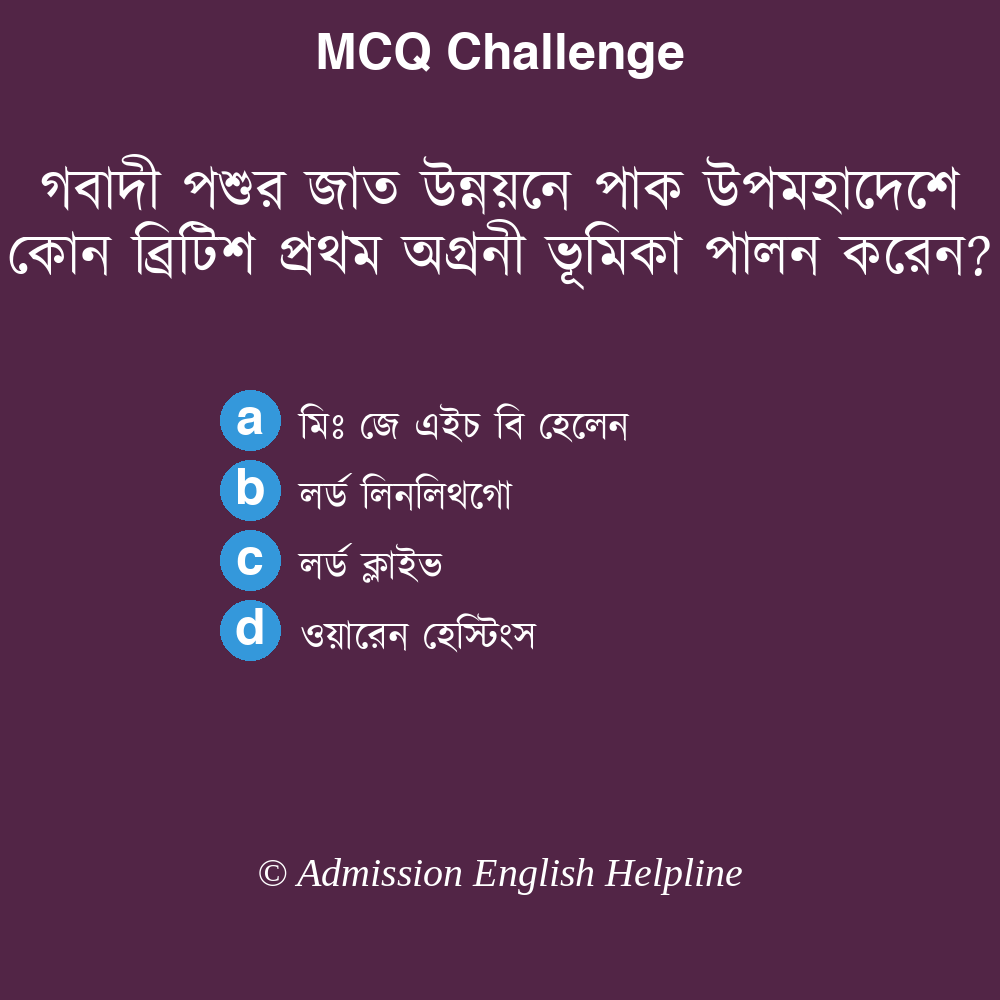 MCQ Challenge
গবাদী পশুর জাত উন্নয়নে পাক উপমহাদেশে
কোন ব্রিটিশ প্রথম অগ্রনী ভূমিকা পালন করেন?
a মিঃ জে এইচ বি হেলেন
b লর্ড লিনলিথগো
c লর্ড ক্লাইভ
d ওয়ারেন হেস্টিংস
© Admission English Helpline